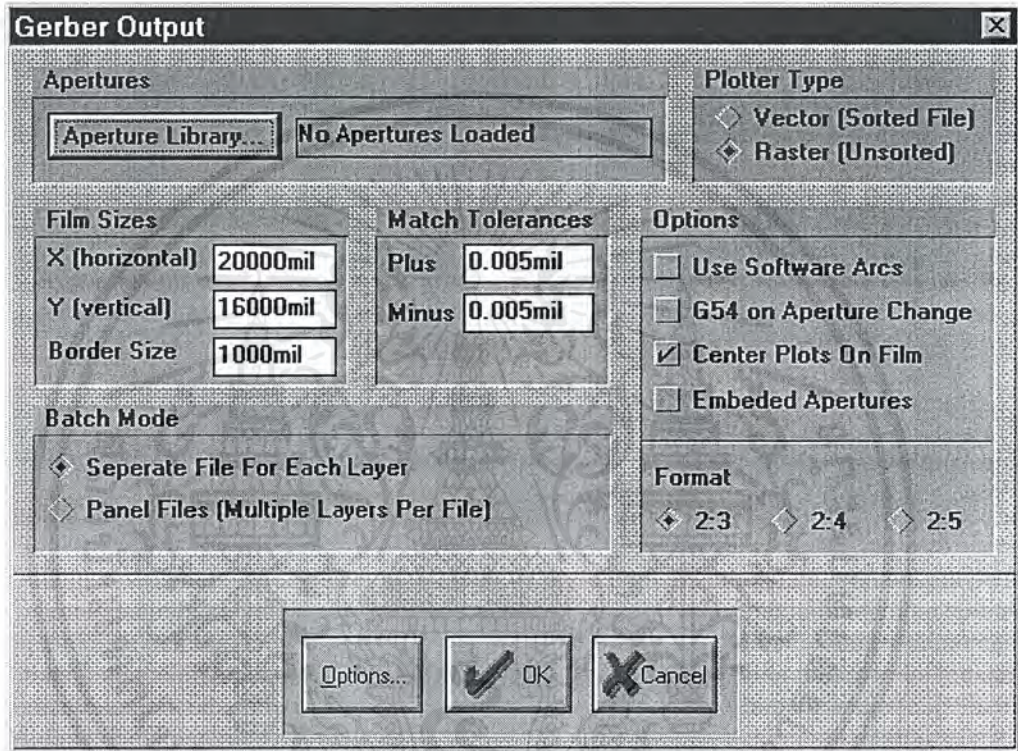 Gerber Output
Apertures
Aperture Library...
No Apertures Loaded
Plotter Type
Vector (Sorted File)
Raster (Unsorted)
Film Sizes
X (horizontal) 20000mil
Y (vertical) 16000mil
Border Size 1000mil
Match Tolerances
Plus 0.005mil
Minus 0.005mil
Options
Use Software Arcs
G54 on Aperture Change
Center Plots On Film
Embeded Apertures
Batch Mode
Seperate File For Each Layer
Panel Files (Multiple Layers Per File)
Format
2:3 2:4 2:5
Options... OK Cancel